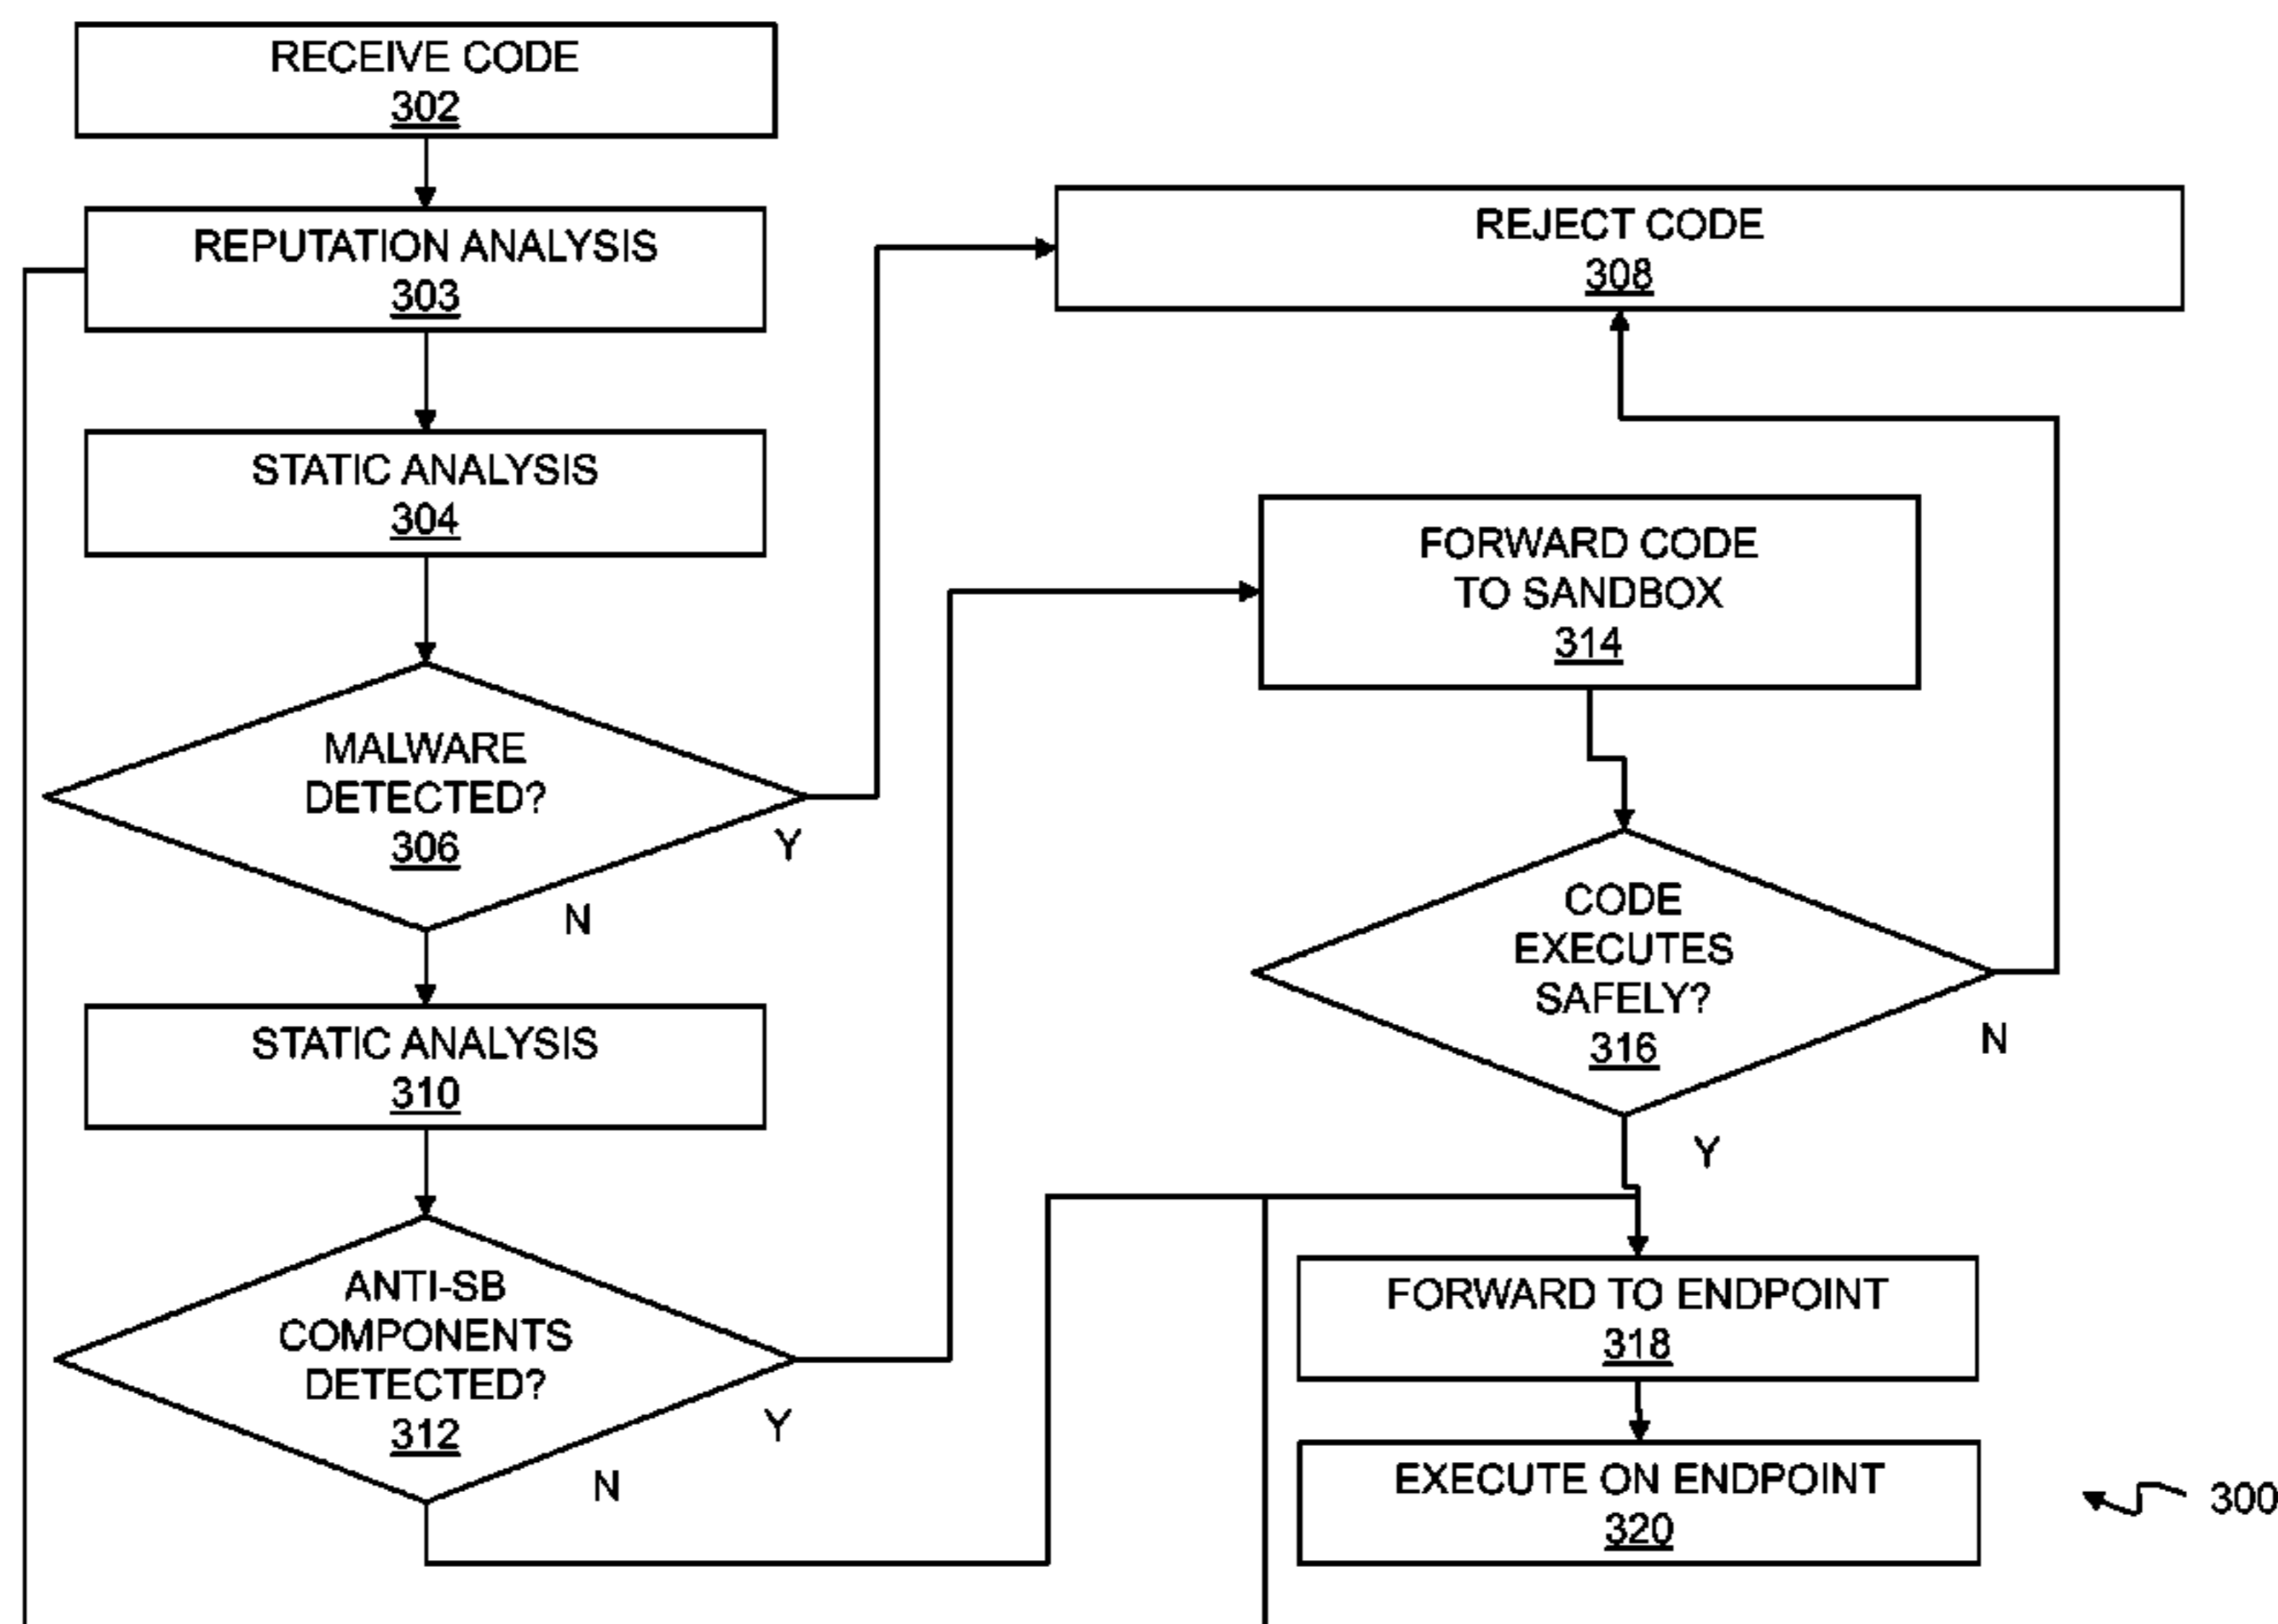 RECEIVE CODE
302
REPUTATION ANALYSIS
303
STATIC ANALYSIS
304
MALWARE
DETECTED?
306
Y
N
STATIC ANALYSIS
310
ANTI-SB
COMPONENTS
DETECTED?
312
Y
N
REJECT CODE
308
FORWARD CODE
TO SANDBOX
314
CODE
EXECUTES
SAFELY?
316
N
Y
FORWARD TO ENDPOINT
318
EXECUTE ON ENDPOINT
320
300